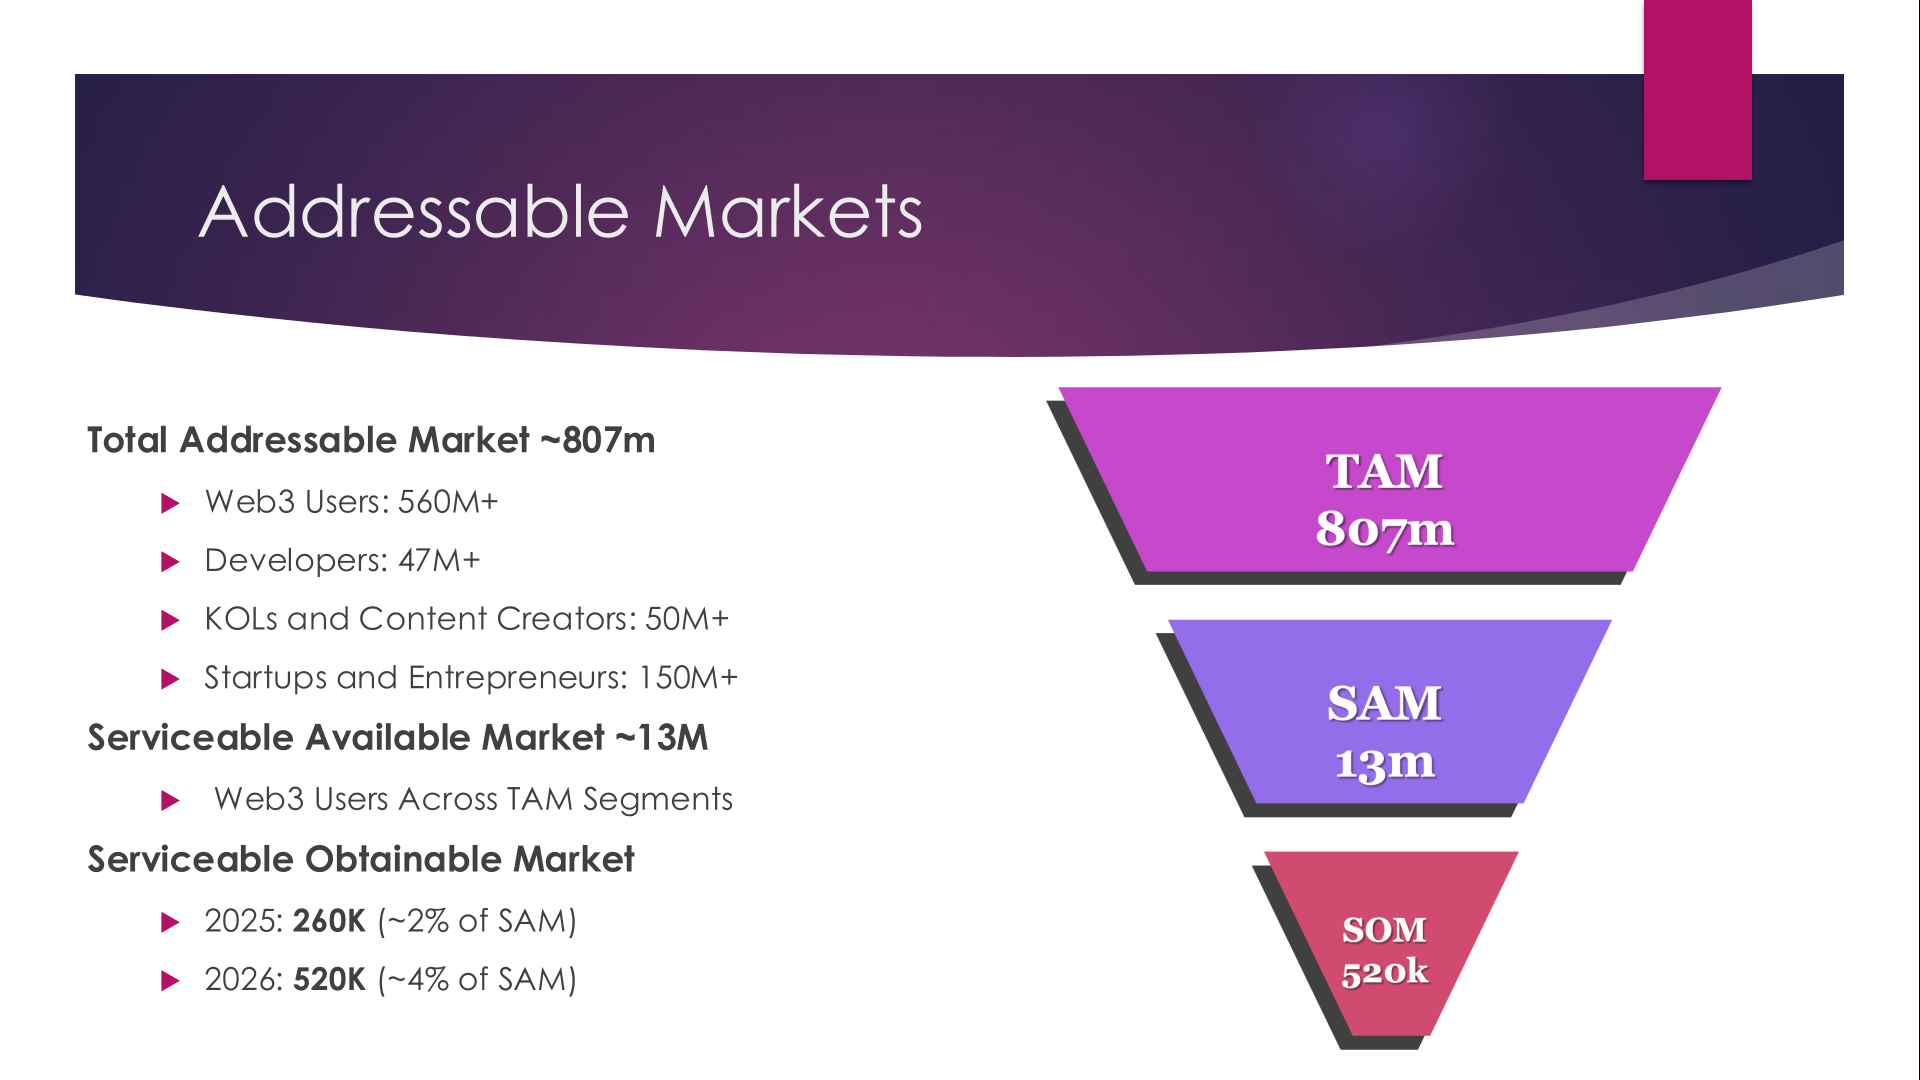 Addressable Markets
Total Addressable Market ~807m
Web3 Users: 560M+
Developers: 47M+
KOLs and Content Creators: 50M+
Startups and Entrepreneurs: 150M+
Serviceable Available Market ~13M
Web3 Users Across TAM Segments
Serviceable Obtainable Market
2025: 260K (~2% of SAM)
2026: 520K (~4% of SAM)
TAM
807m
SAM
13m
SOM
520k